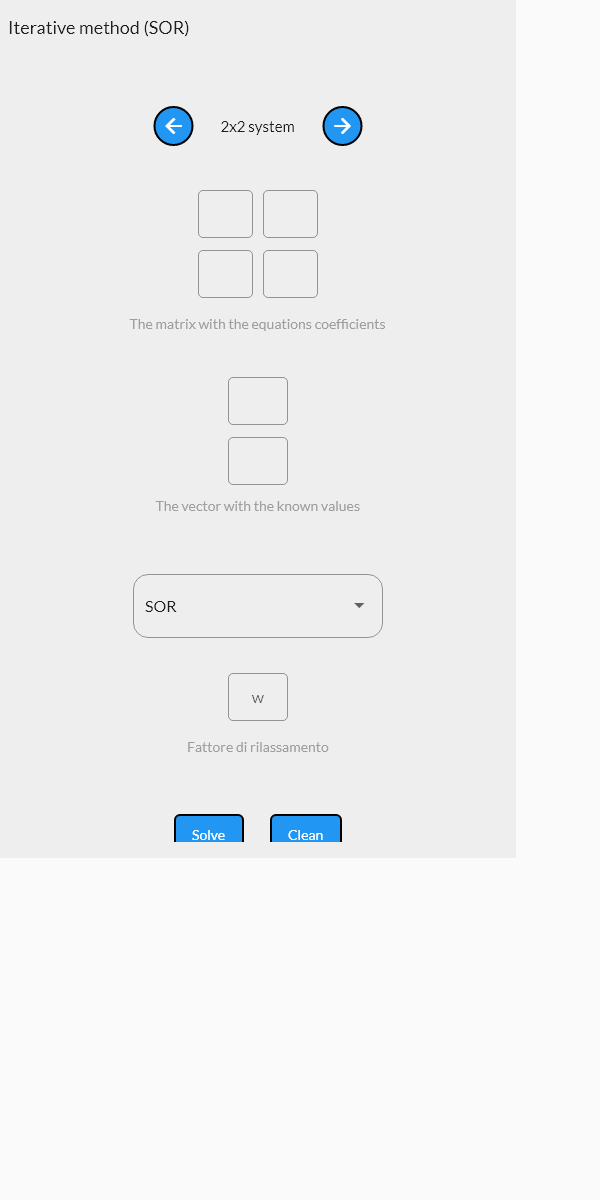 Iterative method (SOR)
2x2 system
The matrix with the equations coefficients
The vector with the known values
SOR
w
Fattore di rilassamento
Solve Clean